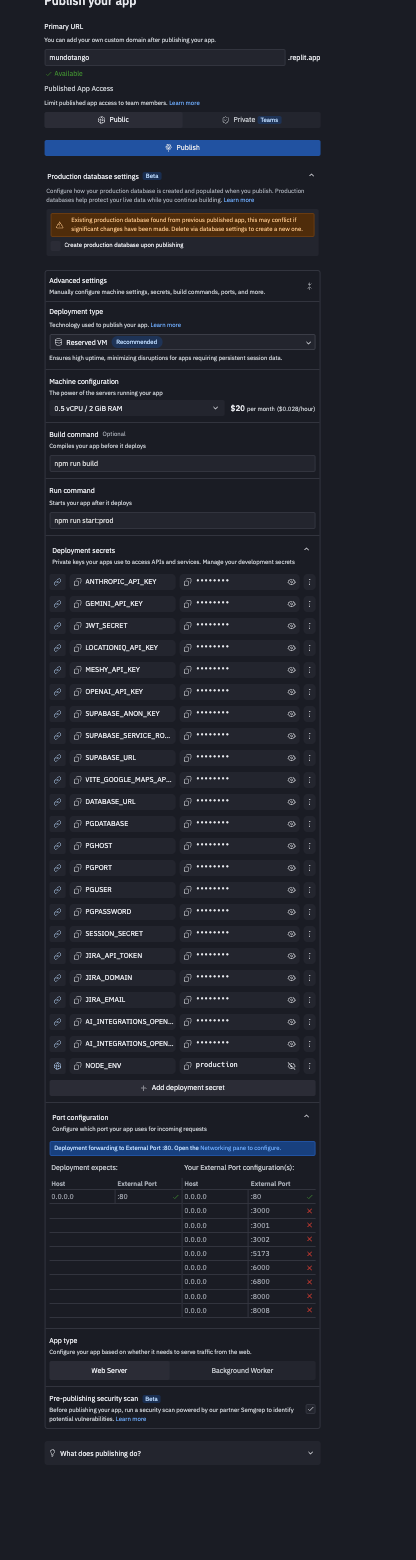 Publish your app
Primary URL
You can add your own custom domain after publishing your app.
mundotango
.replit.app
Available
Published App Access
Limit published app access to team members. Learn more
Public
Private Teams
Publish
Production database settings Beta
Configure how your production database is created and populated when you publish. Production
databases help protect your live data while you continue building. Learn more
Existing production database found from previous published app, this may conflict if
significant changes have been made. Delete via database settings to create a new one.
Create production database upon publishing
Advanced settings
Manually configure machine settings, secrets, build commands, ports, and more.
Deployment type
Technology used to publish your app. Learn more
Reserved VM Recommended
Ensures high uptime, minimizing disruptions for apps requiring persistent session data.
Machine configuration
The power of the servers running your app
0.5 vCPU / 2 GiB RAM
$20 per month ($0.028/hour)
Build command Optional
Compiles your app before it deploys
npm run build
Run command
Starts your app after it deploys
npm run start:prod
Deployment secrets
Private keys your apps use to access APIs and services. Manage your development secrets
ANTHROPIC_API_KEY ••••••••
GEMINI_API_KEY ••••••••
JWT_SECRET ••••••••
LOCATIONIQ_API_KEY ••••••••
MESHY_API_KEY ••••••••
OPENAI_API_KEY ••••••••
SUPABASE_ANON_KEY ••••••••
SUPABASE_SERVICE_RO... ••••••••
SUPABASE_URL ••••••••
VITE_GOOGLE_MAPS_AP... ••••••••
DATABASE_URL ••••••••
PGDATABASE ••••••••
PGHOST ••••••••
PGPORT ••••••••
PGUSER ••••••••
PGPASSWORD ••••••••
SESSION_SECRET ••••••••
JIRA_API_TOKEN ••••••••
JIRA_DOMAIN ••••••••
JIRA_EMAIL ••••••••
AI_INTEGRATIONS_OPEN... ••••••••
AI_INTEGRATIONS_OPEN... ••••••••
NODE_ENV production
+ Add deployment secret
Port configuration
Configure which port your app uses for incoming requests
Deployment forwarding to External Port :80. Open the Networking pane to configure.
Deployment expects: Your External Port configuration(s):
Host External Port Host External Port
0.0.0.0 :80 0.0.0.0 :80
0.0.0.0 :3000
0.0.0.0 :3001
0.0.0.0 :3002
0.0.0.0 :5173
0.0.0.0 :6000
0.0.0.0 :6800
0.0.0.0 :8000
0.0.0.0 :8008
App type
Configure your app based on whether it needs to serve traffic from the web.
Web Server Background Worker
Pre-publishing security scan Beta
Before publishing your app, run a security scan powered by our partner Semgrep to identify
potential vulnerabilities. Learn more
What does publishing do?